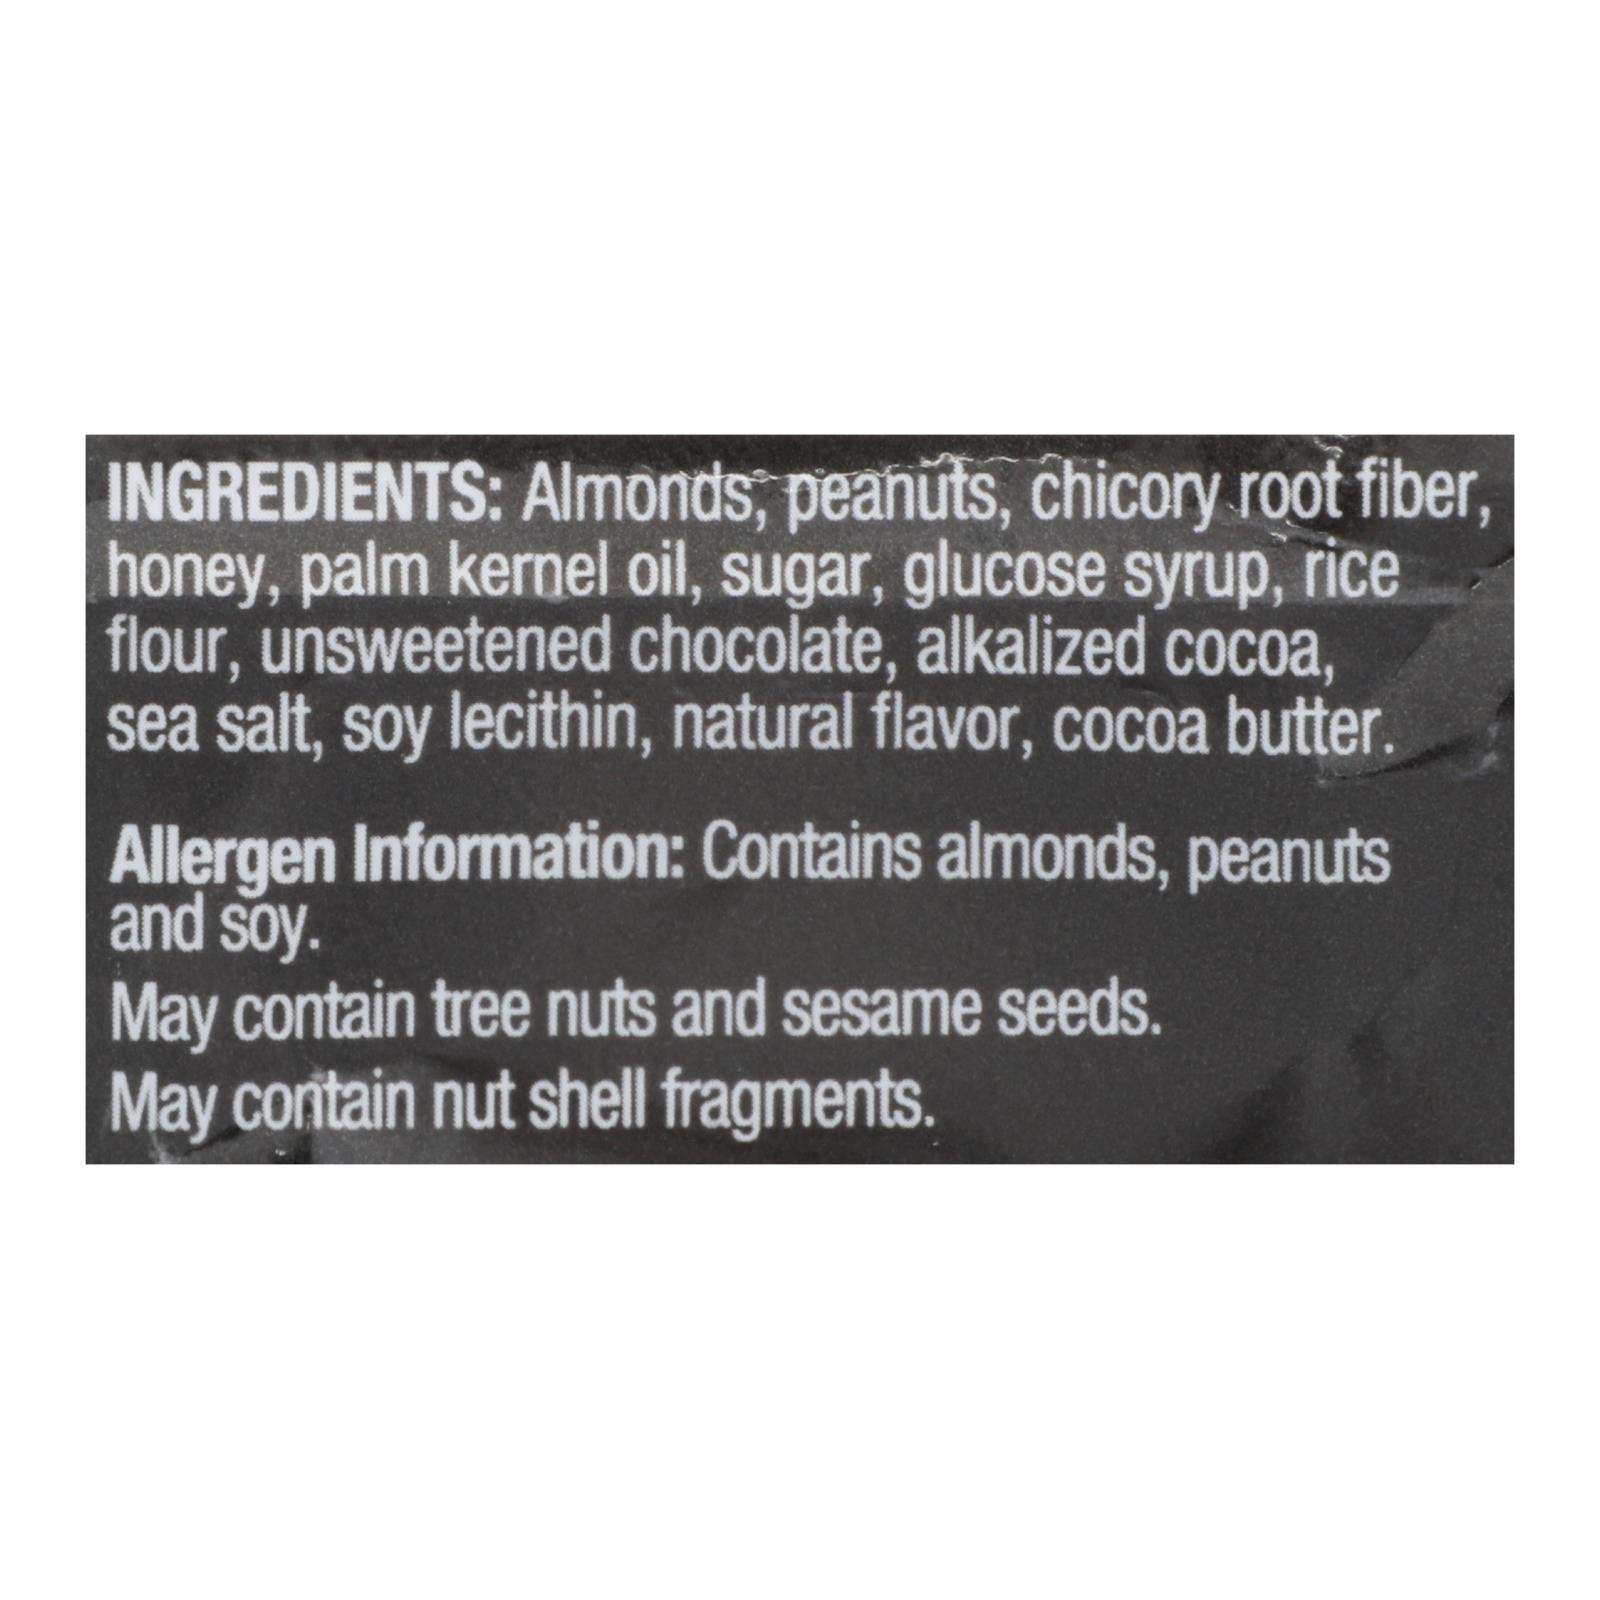 INGREDIENTS: Almonds, peanuts, chicory root fiber,
honey, palm kernel oil, sugar, glucose syrup, rice
flour, unsweetened chocolate, alkalized cocoa,
sea salt, soy lecithin, natural flavor, cocoa butter.
Allergen Information: Contains almonds, peanuts
and soy.
May contain tree nuts and sesame seeds.
May contain nut shell fragments.